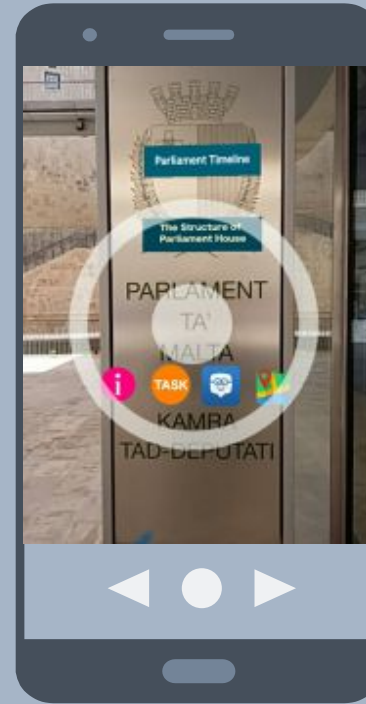 Parliament Timeline
The Structure of
Parliament House
PARLAMENT
TA'
MALTA
i
TASK
KAMRA
TAD-DEPUTATI